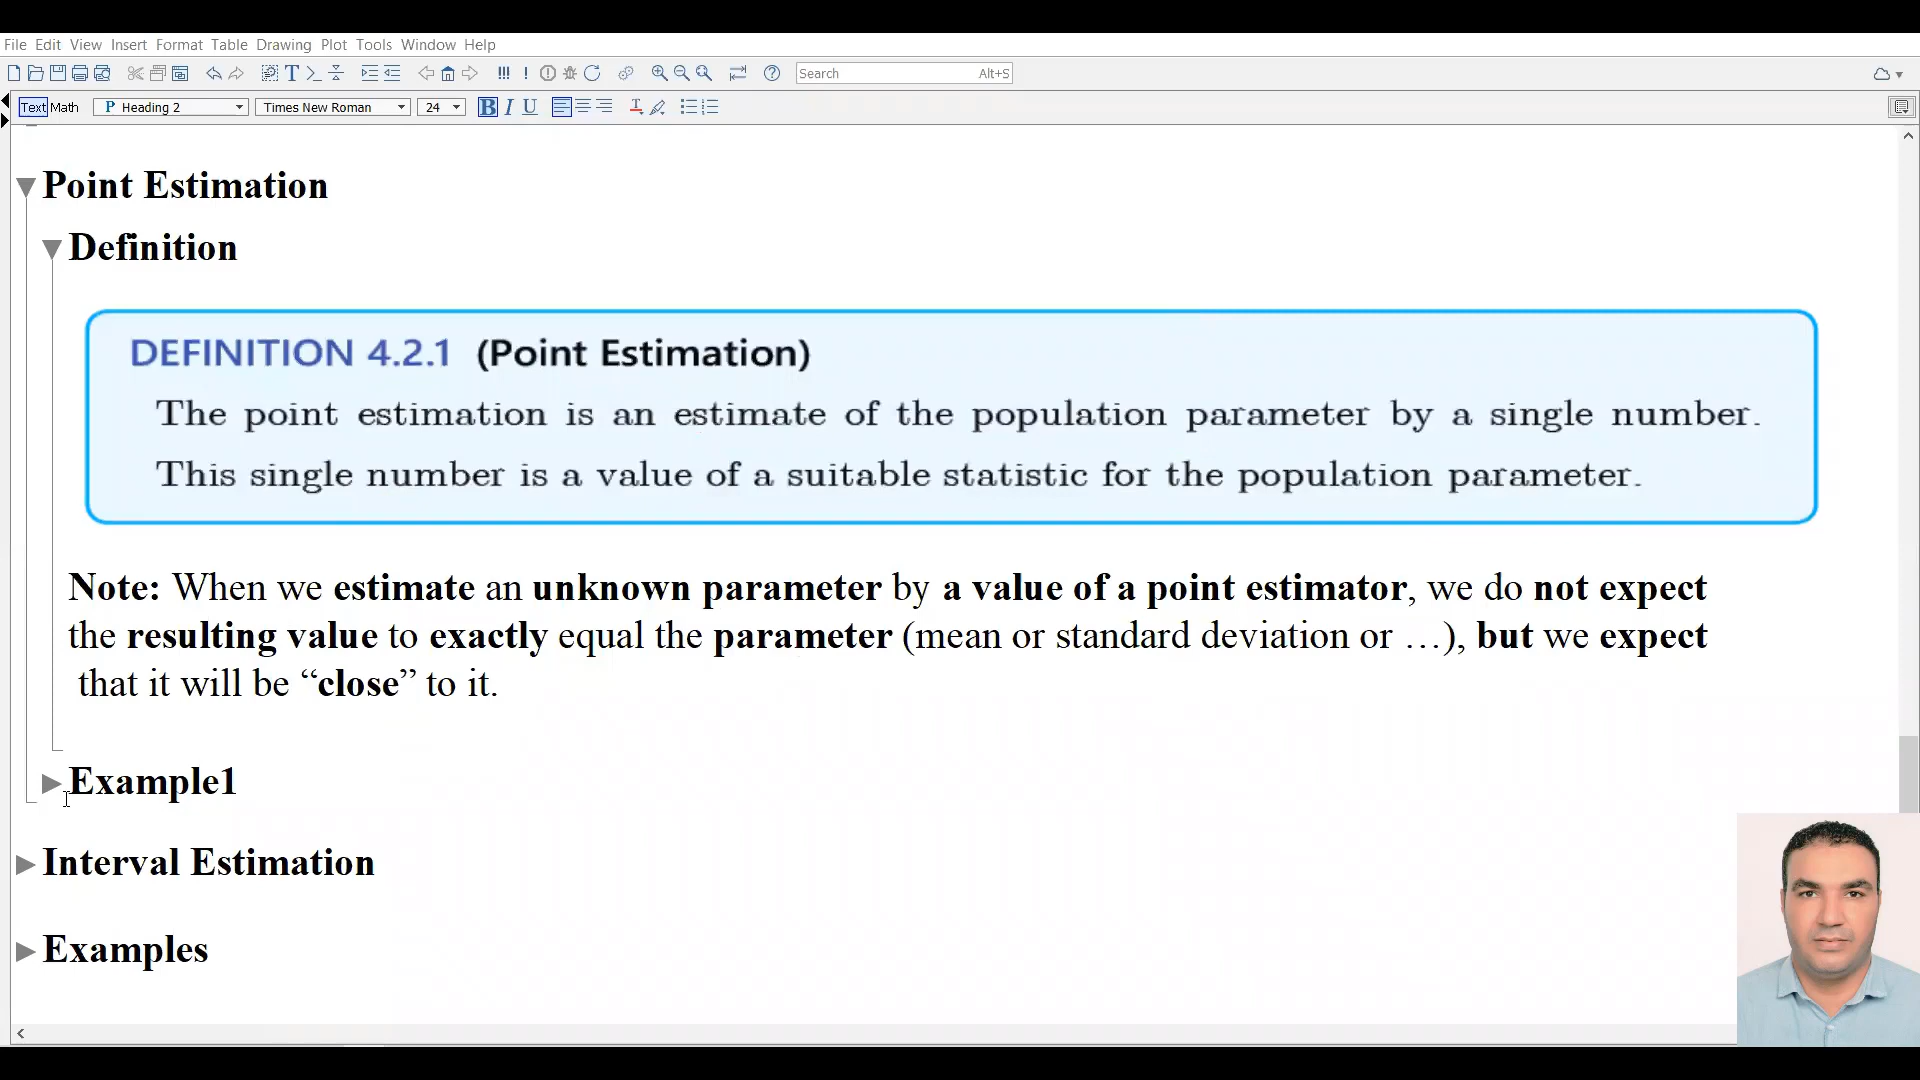 File Edit View Insert Format Table Drawing Plot Tools Window Help
Search Alt+S
Text Math P Heading 2 Times New Roman 24 B I U
Point Estimation
Definition
DEFINITION 4.2.1 (Point Estimation)
The point estimation is an estimate of the population parameter by a single number.
This single number is a value of a suitable statistic for the population parameter.
Note: When we estimate an unknown parameter by a value of a point estimator, we do not expect
the resulting value to exactly equal the parameter (mean or standard deviation or …), but we expect
that it will be “close” to it.
Example1
Interval Estimation
Examples